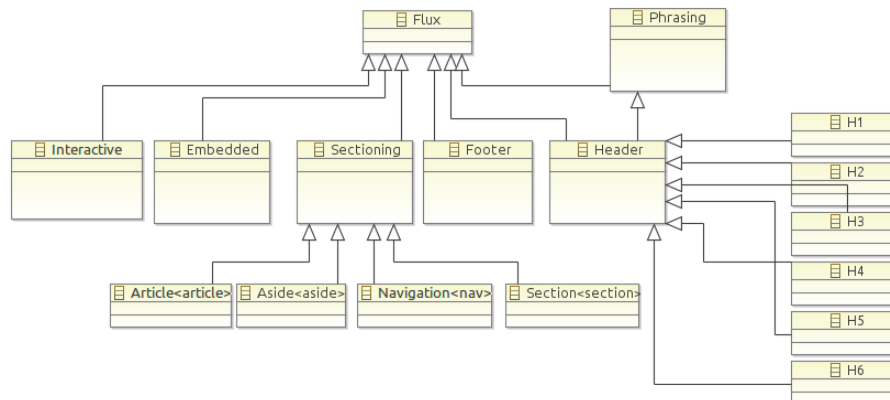 Flux
Phrasing
Interactive
Embedded
Sectioning
Footer
Header
H1
H2
H3
H4
H5
H6
Article<article>
Aside<aside>
Navigation<nav>
Section<section>